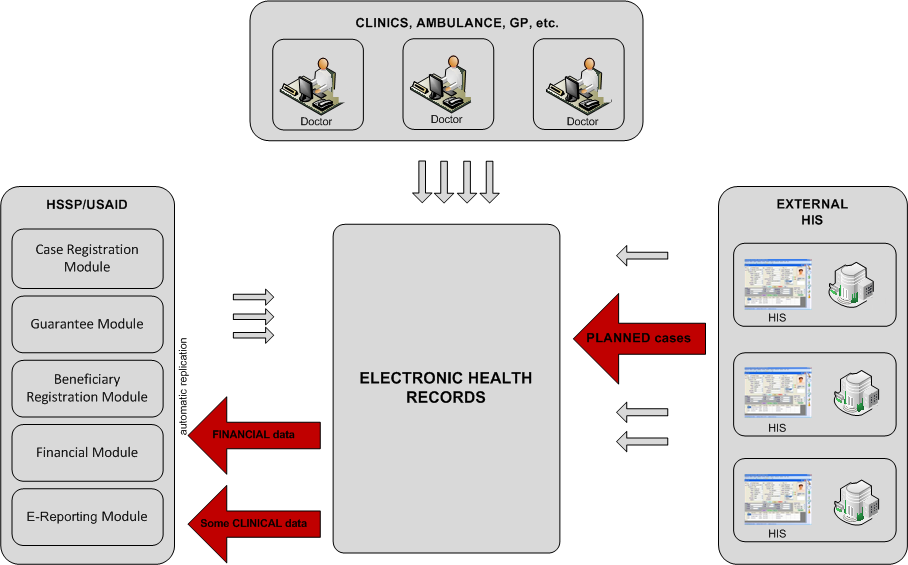 CLINICS, AMBULANCE, GP, etc.
Doctor
Doctor
Doctor
HSSP/USAID
Case Registration
Module
Guarantee Module
Beneficiary
Registration Module
Financial Module
E-Reporting Module
automatic replication
FINANCIAL data
Some CLINICAL data
ELECTRONIC HEALTH
RECORDS
PLANNED cases
EXTERNAL
HIS
HIS
HIS
HIS